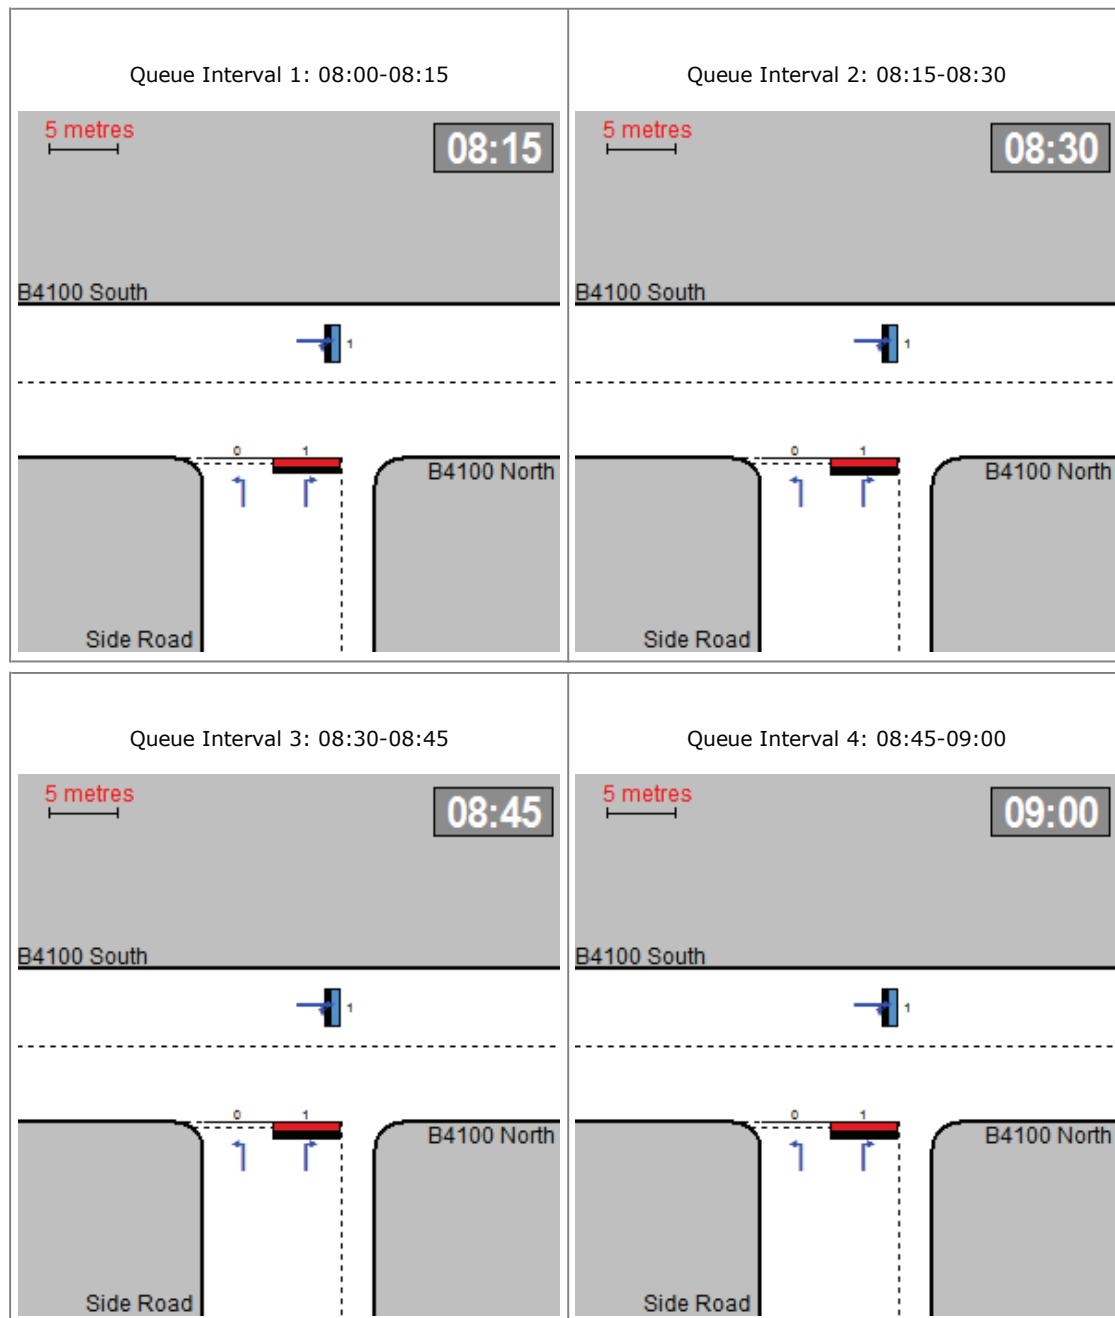 Queue Interval 1: 08:00-08:15
5 metres
08:15
B4100 South
1
0 1
B4100 North
Side Road
Queue Interval 2: 08:15-08:30
5 metres
08:30
B4100 South
1
0 1
B4100 North
Side Road
Queue Interval 3: 08:30-08:45
5 metres
08:45
B4100 South
1
0 1
B4100 North
Side Road
Queue Interval 4: 08:45-09:00
5 metres
09:00
B4100 South
1
0 1
B4100 North
Side Road